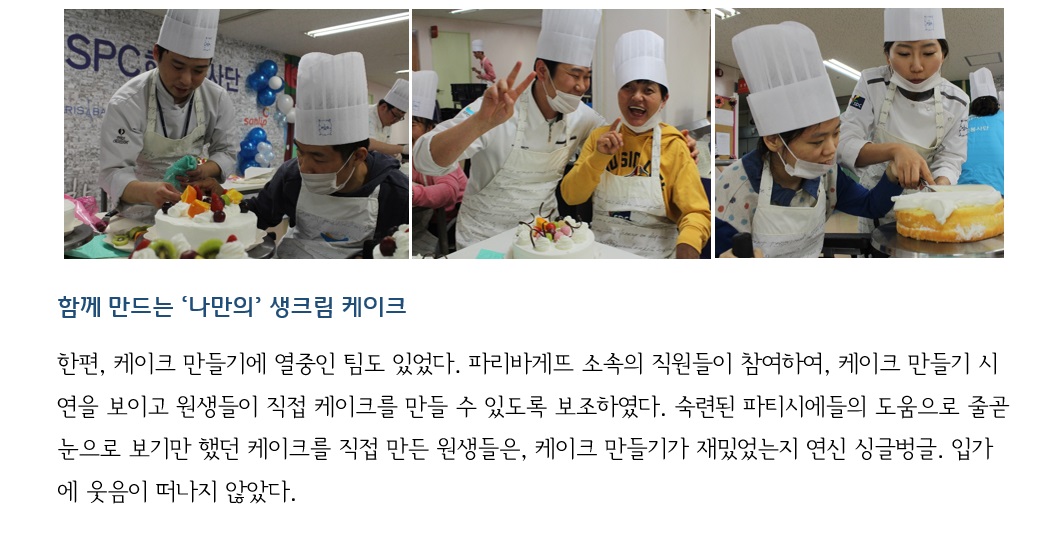 SPC
사단
함께 만드는 ‘나만의’ 생크림 케이크
한편, 케이크 만들기에 열중인 팀도 있었다. 파리바게뜨 소속의 직원들이 참여하여, 케이크 만들기 시
연을 보이고 원생들이 직접 케이크를 만들 수 있도록 보조하였다. 숙련된 파티시에들의 도움으로 줄곧
눈으로 보기만 했던 케이크를 직접 만든 원생들은, 케이크 만들기가 재밌었는지 연신 싱글벙글. 입가
에 웃음이 떠나지 않았다.